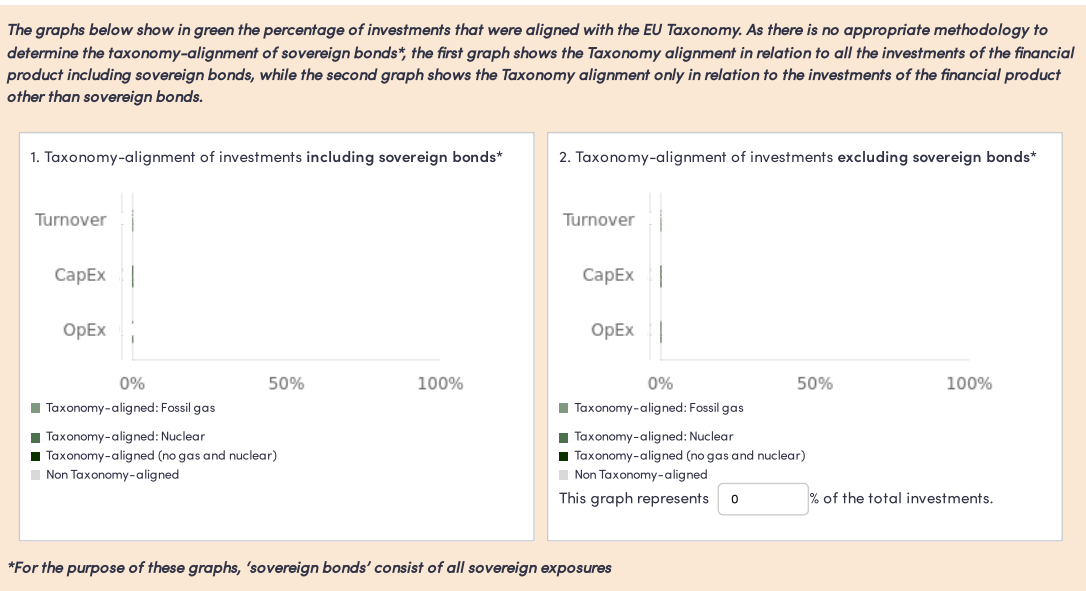 The graphs below show in green the percentage of investments that were aligned with the EU Taxonomy. As there is no appropriate methodology to
determine the taxonomy-alignment of sovereign bonds*, the first graph shows the Taxonomy alignment in relation to all the investments of the financial
product including sovereign bonds, while the second graph shows the Taxonomy alignment only in relation to the investments of the financial product
other than sovereign bonds.
1. Taxonomy-alignment of investments including sovereign bonds*
Turnover
CapEx
OpEx
0% 50% 100%
Taxonomy-aligned: Fossil gas
Taxonomy-aligned: Nuclear
Taxonomy-aligned (no gas and nuclear)
Non Taxonomy-aligned
2. Taxonomy-alignment of investments excluding sovereign bonds*
Turnover
CapEx
OpEx
0% 50% 100%
Taxonomy-aligned: Fossil gas
Taxonomy-aligned: Nuclear
Taxonomy-aligned (no gas and nuclear)
Non Taxonomy-aligned
This graph represents 0 % of the total investments.
*For the purpose of these graphs, ‘sovereign bonds’ consist of all sovereign exposures